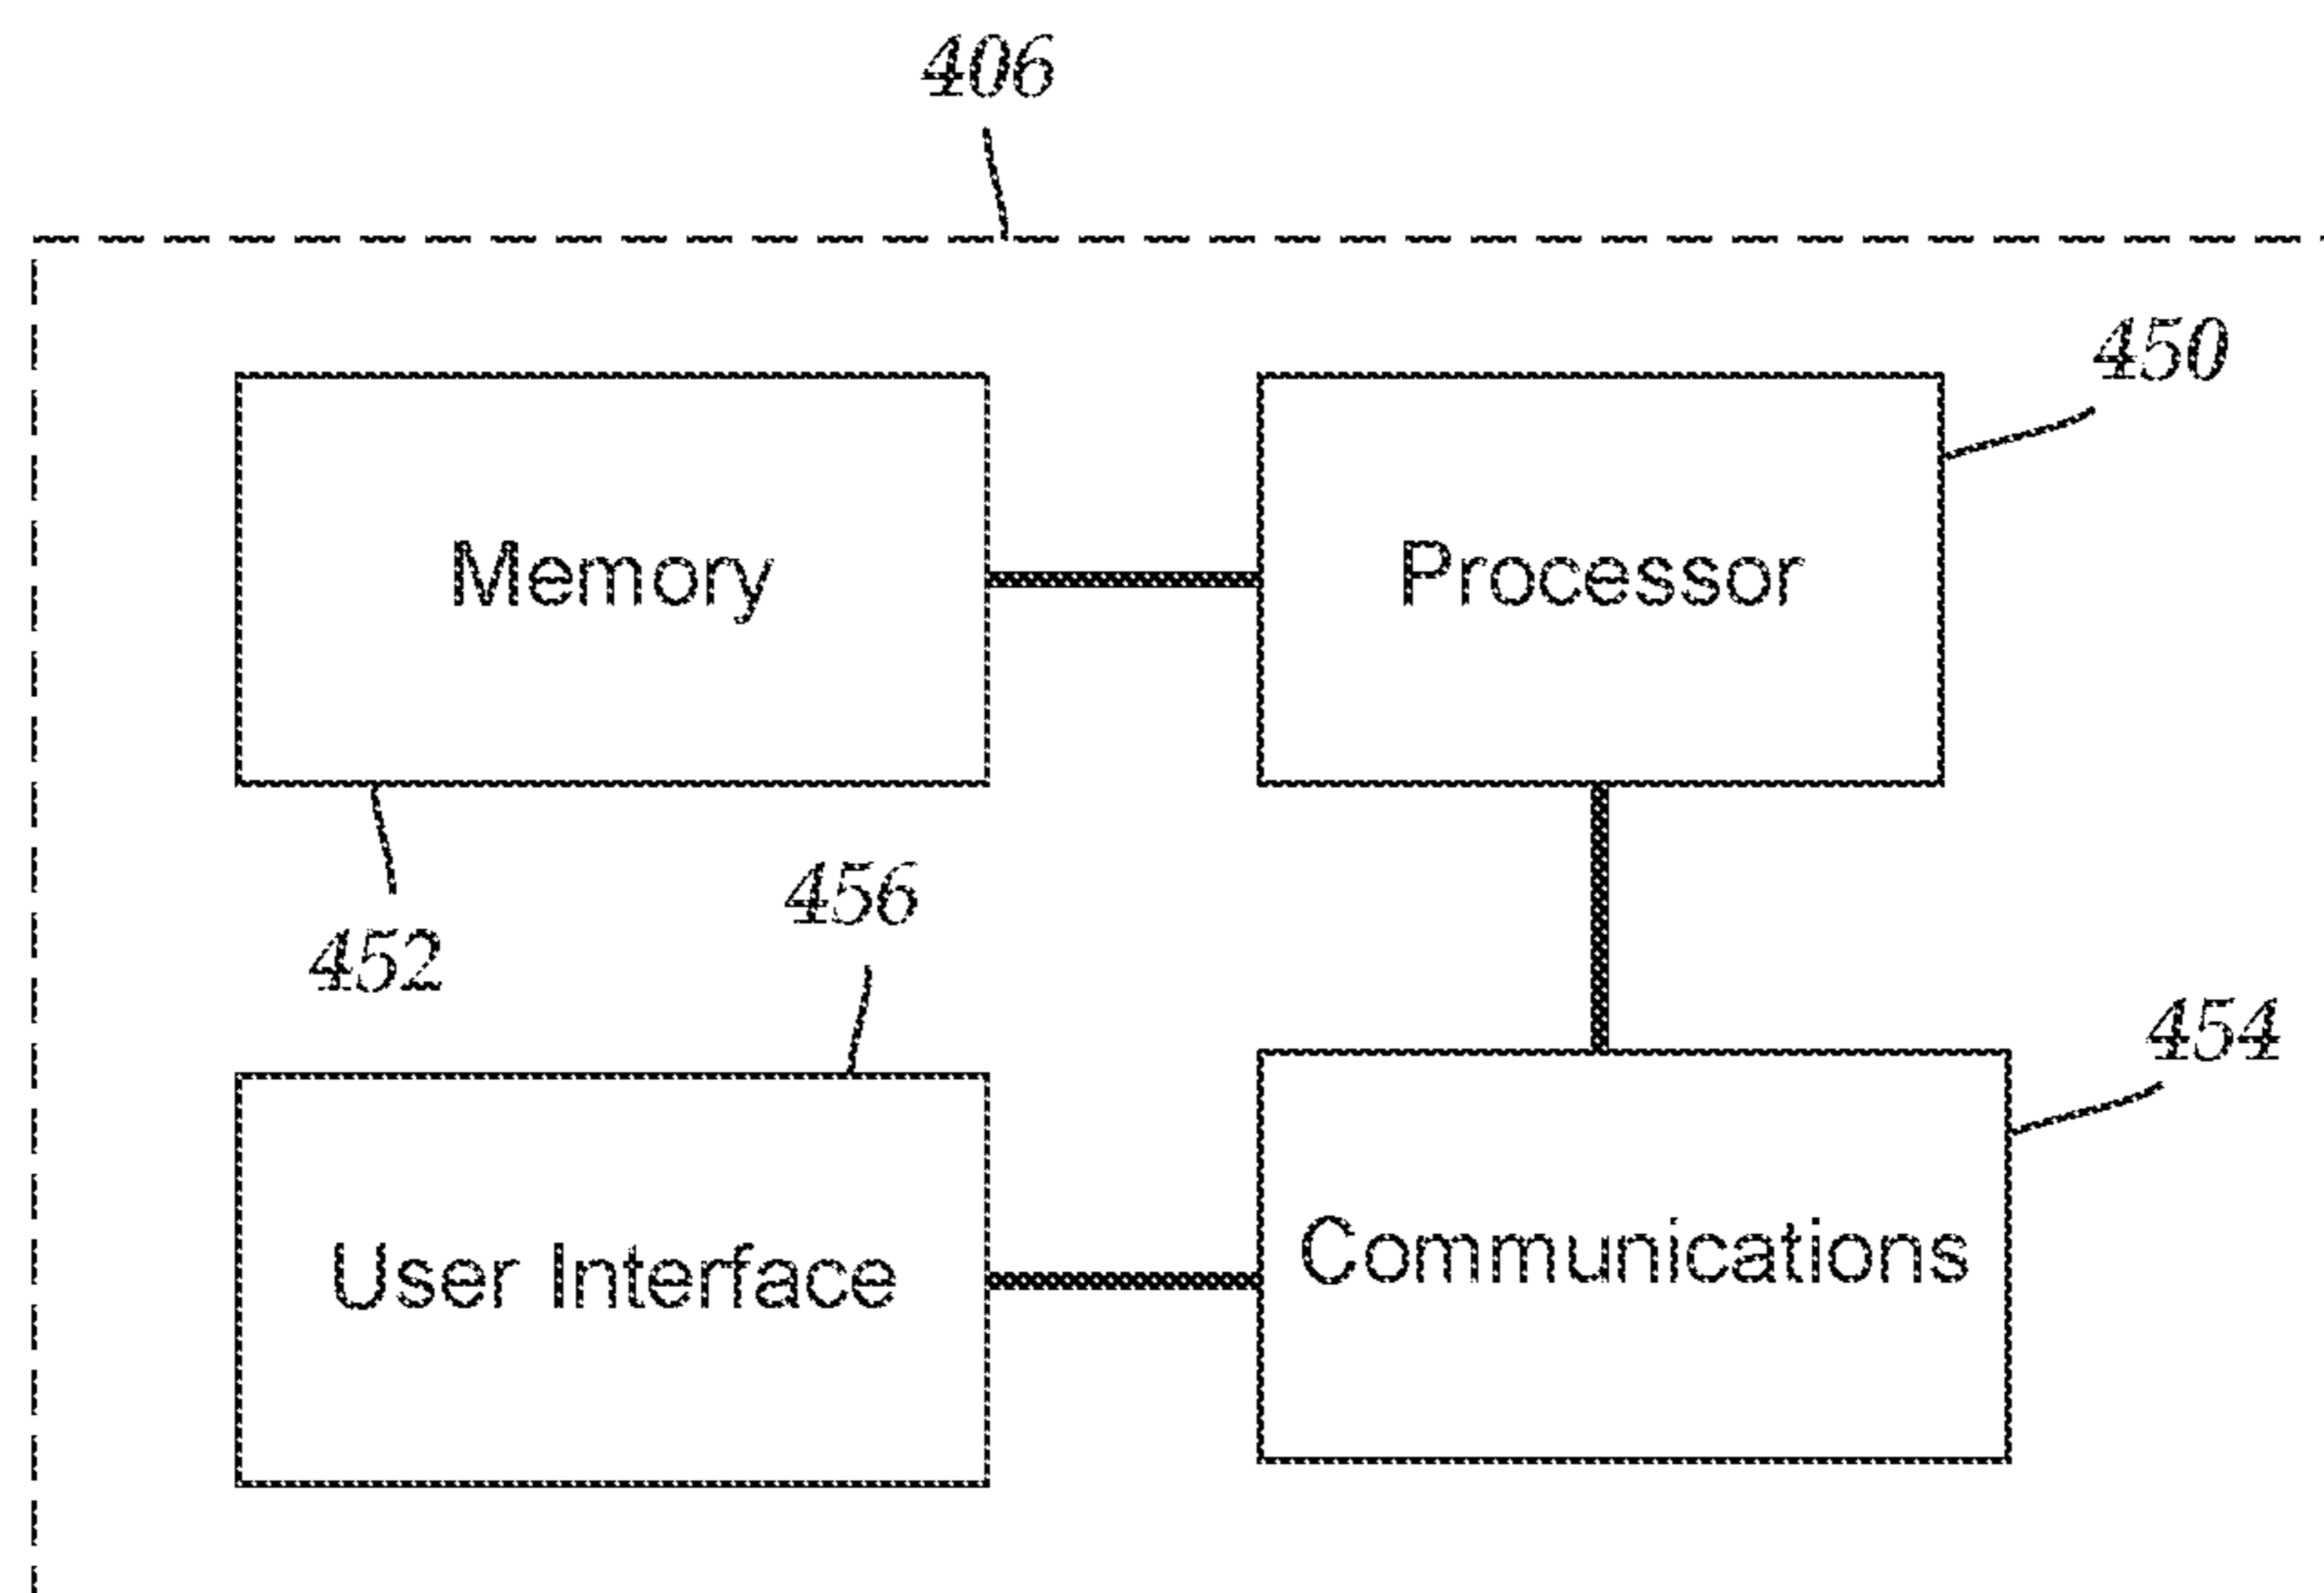 406
450
Memory
Processor
452
456
454
User Interface
Communications